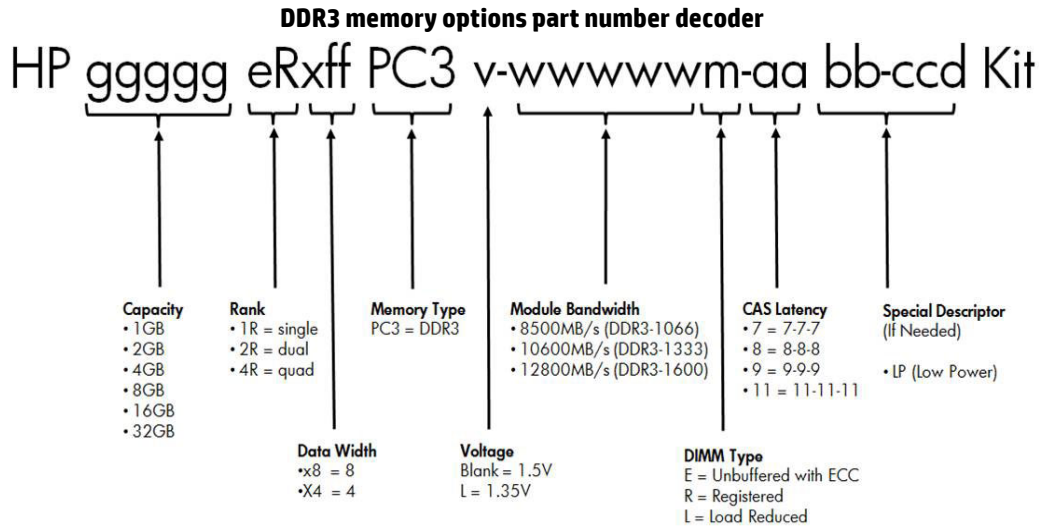 DDR3 memory options part number decoder
HP ggggg eRxff PC3 v-wwwwwm-aa bb-ccd Kit
Capacity
• 1GB
• 2GB
• 4GB
• 8GB
• 16GB
• 32GB
Rank
• 1R = single
• 2R = dual
• 4R = quad
Memory Type
PC3 = DDR3
Module Bandwidth
• 8500MB/s (DDR3-1066)
• 10600MB/s (DDR3-1333)
• 12800MB/s (DDR3-1600)
CAS Latency
• 7 = 7-7-7
• 8 = 8-8-8
• 9 = 9-9-9
• 11 = 11-11-11
Special Descriptor
(If Needed)
• LP (Low Power)
Data Width
•x8 = 8
•X4 = 4
Voltage
Blank = 1.5V
L = 1.35V
DIMM Type
E = Unbuffered with ECC
R = Registered
L = Load Reduced